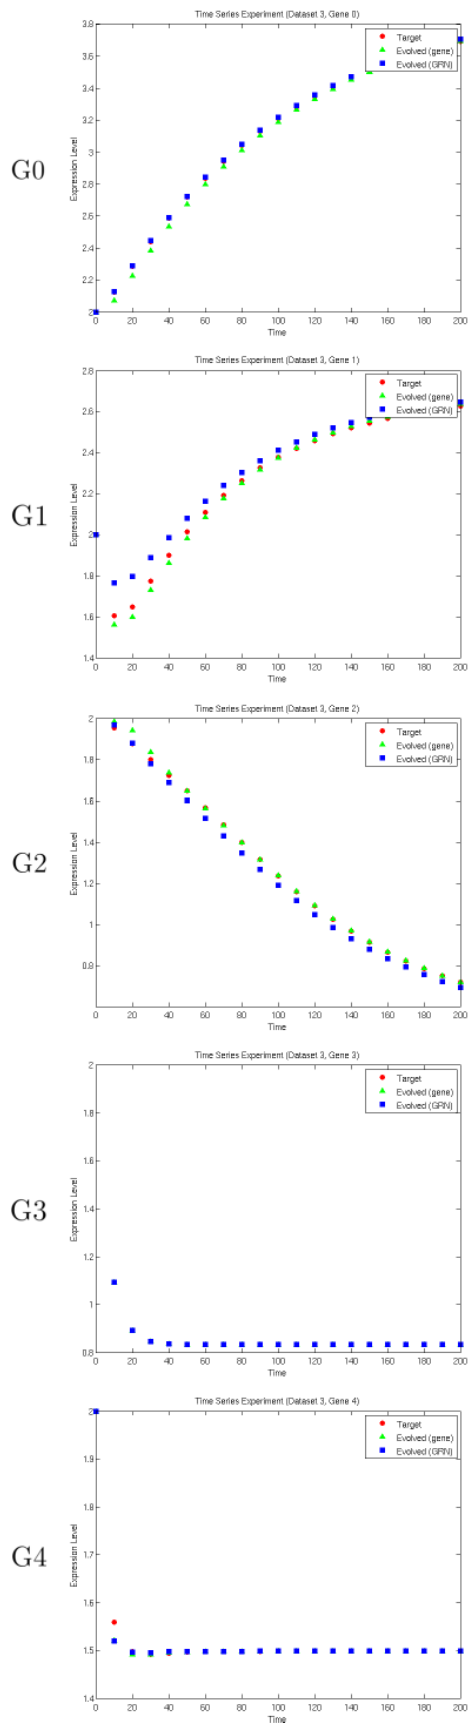 Time Series Experiment (Dataset 3, Gene 0)
3.8
3.6
3.4
3.2
3
2.8
2.6
2.4
2.2
2
Target
Evolved (gene)
Evolved (GRN)
Expression Level
G0
0 20 40 60 80 100 120 140 160 180 200
Time
Time Series Experiment (Dataset 3, Gene 1)
2.8
2.6
2.4
2.2
2
1.8
1.6
1.4
Target
Evolved (gene)
Evolved (GRN)
Expression Level
G1
0 20 40 60 80 100 120 140 160 180 200
Time
Time Series Experiment (Dataset 3, Gene 2)
2
1.8
1.6
1.4
1.2
1
0.8
Target
Evolved (gene)
Evolved (GRN)
Expression Level
G2
0 20 40 60 80 100 120 140 160 180 200
Time
Time Series Experiment (Dataset 3, Gene 3)
2
1.8
1.6
1.4
1.2
1
0.8
Target
Evolved (gene)
Evolved (GRN)
Expression Level
G3
0 20 40 60 80 100 120 140 160 180 200
Time
Time Series Experiment (Dataset 3, Gene 4)
2
1.9
1.8
1.7
1.6
1.5
1.4
Target
Evolved (gene)
Evolved (GRN)
Expression Level
G4
0 20 40 60 80 100 120 140 160 180 200
Time